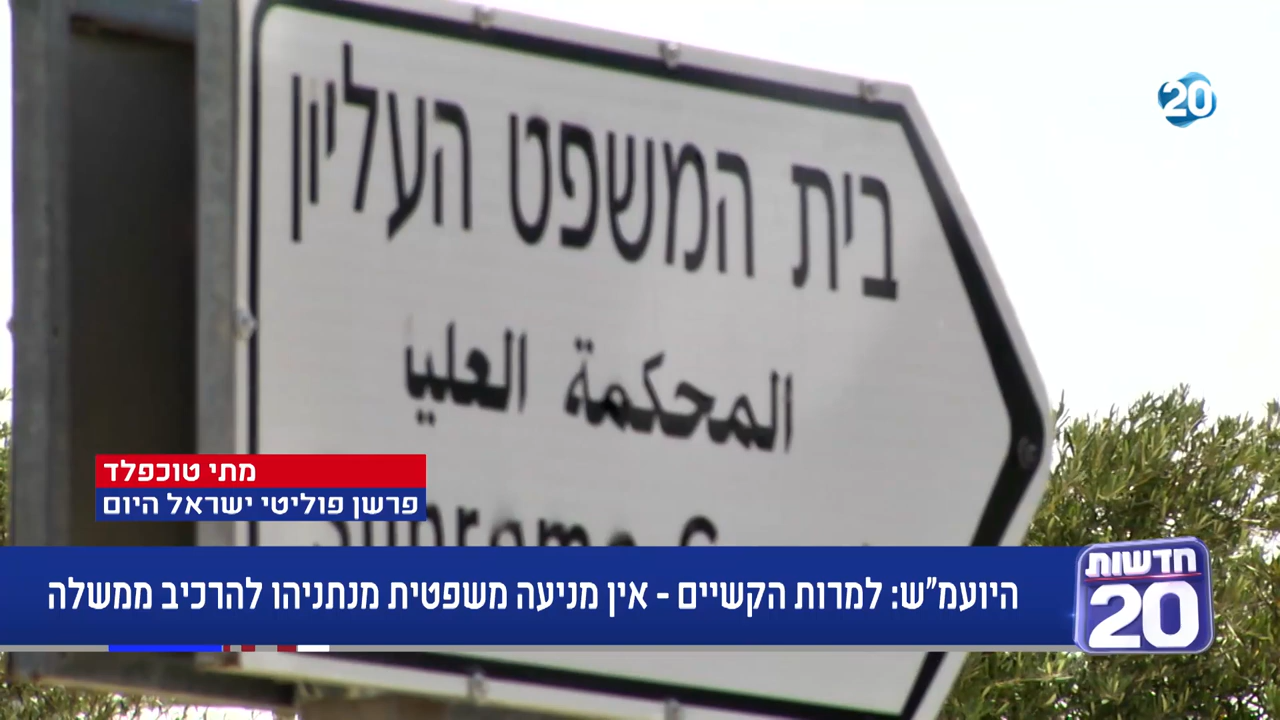 20
בית המשפט העליון
المحكمة العليا
מתי טוכפלד
פרשן פוליטי ישראל היום
היועמ"ש: למרות הקשיים - אין מניעה משפטית מנתניהו להרכיב ממשלה
חדשות
20